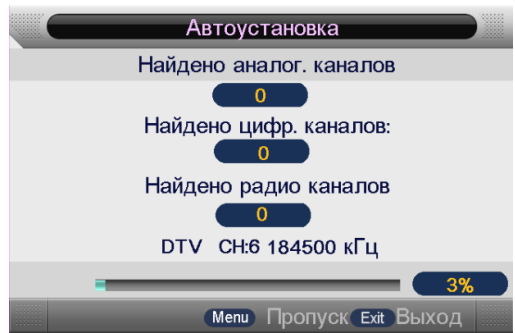 Автоустановка
Найдено аналог. каналов
0
Найдено цифр. каналов:
0
Найдено радио каналов
0
DTV CH:6 184500 кГц
3%
Menu Пропуск Exit Выход